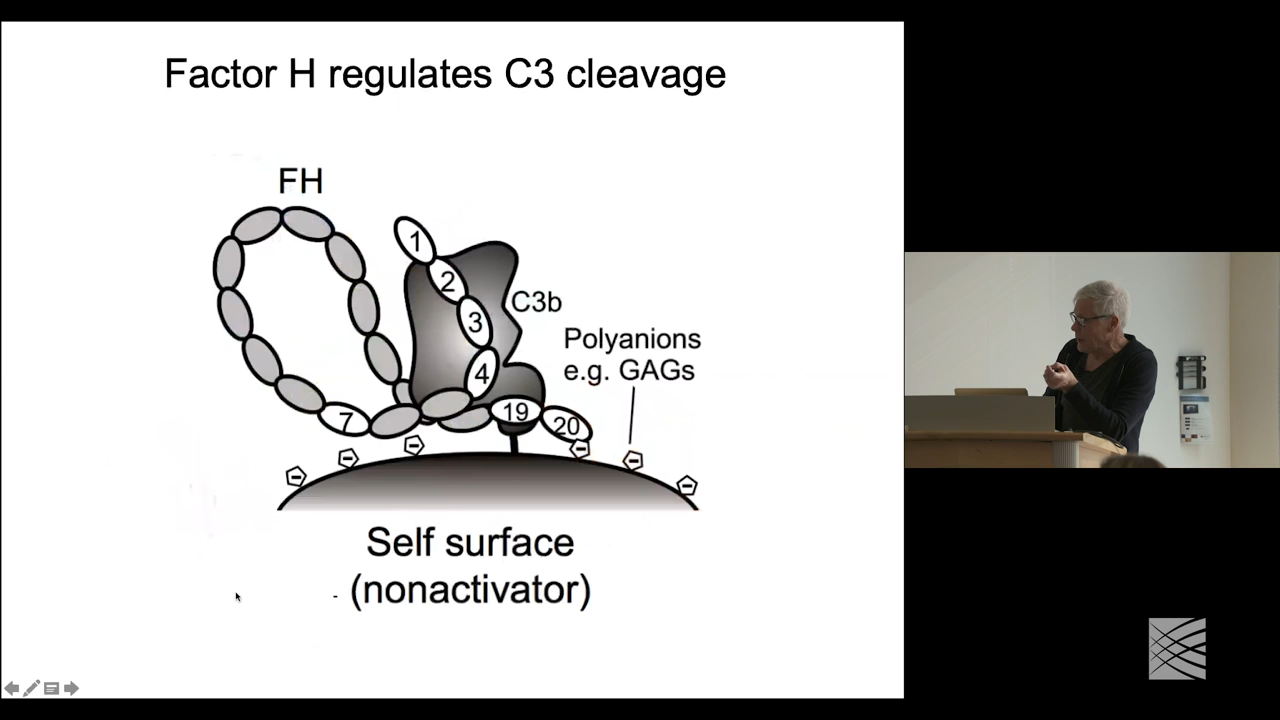 Factor H regulates C3 cleavage
FH
1
2
C3b
3
Polyanions
e.g. GAGs
4
7
19
20
Self surface
- (nonactivator)